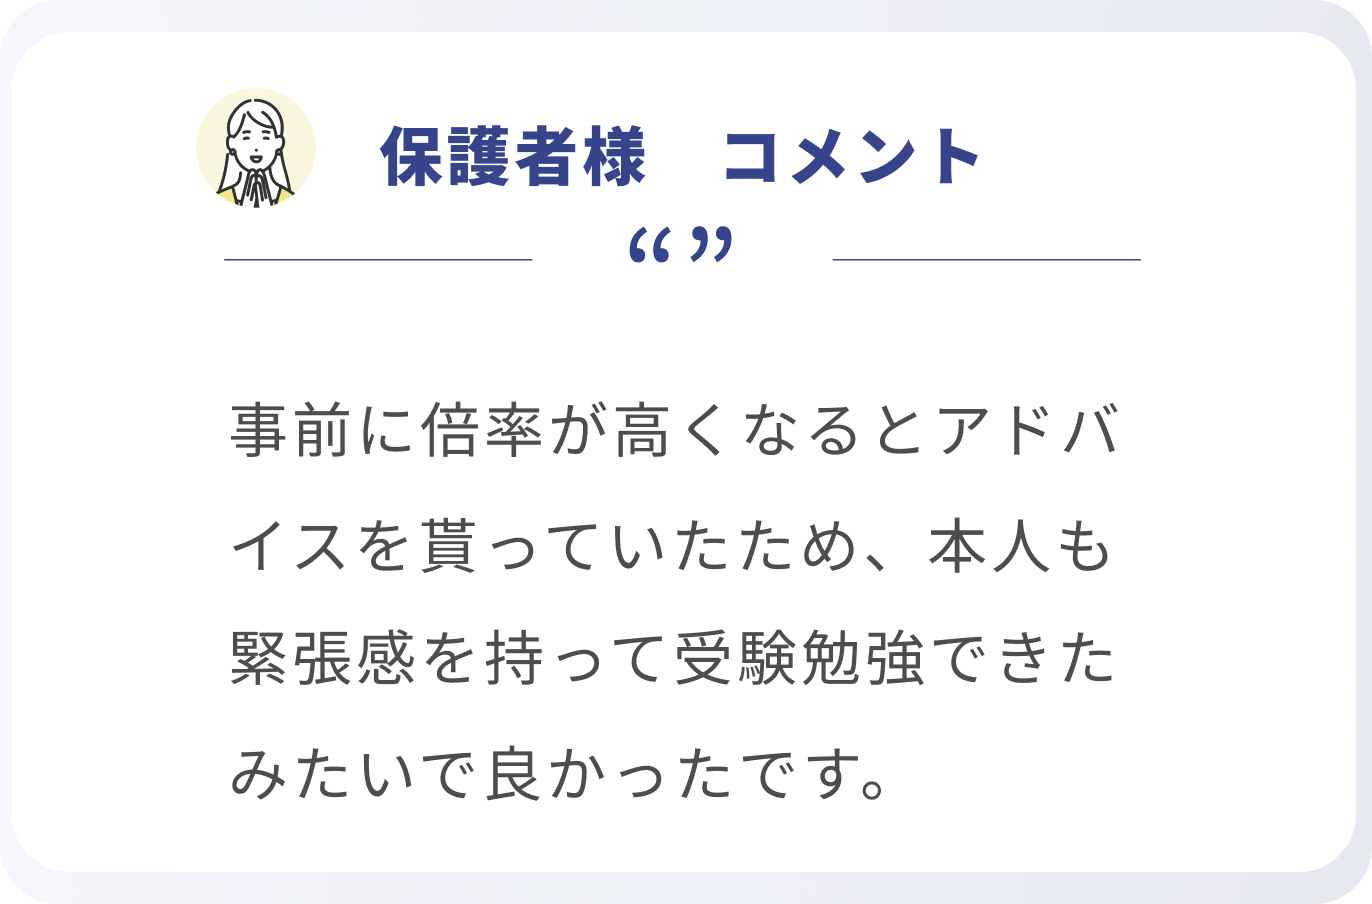 保護者様　コメント
“ ”
事前に倍率が高くなるとアドバ
イスを貰っていたため、本人も
緊張感を持って受験勉強できた
みたいで良かったです。